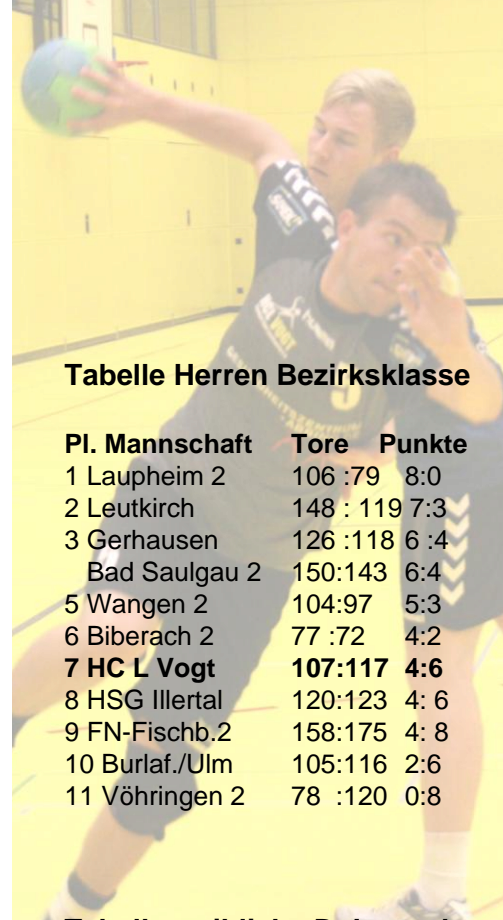 Tabelle Herren Bezirksklasse
Pl. Mannschaft Tore Punkte
1 Laupheim 2 106 :79 8:0
2 Leutkirch 148 : 119 7:3
3 Gerhausen 126 :118 6 :4
Bad Saulgau 2 150:143 6:4
5 Wangen 2 104:97 5:3
6 Biberach 2 77 :72 4:2
7 HC L Vogt 107:117 4:6
8 HSG Illertal 120:123 4: 6
9 FN-Fischb.2 158:175 4: 8
10 Burlaf./Ulm 105:116 2:6
11 Vöhringen 2 78 :120 0:8